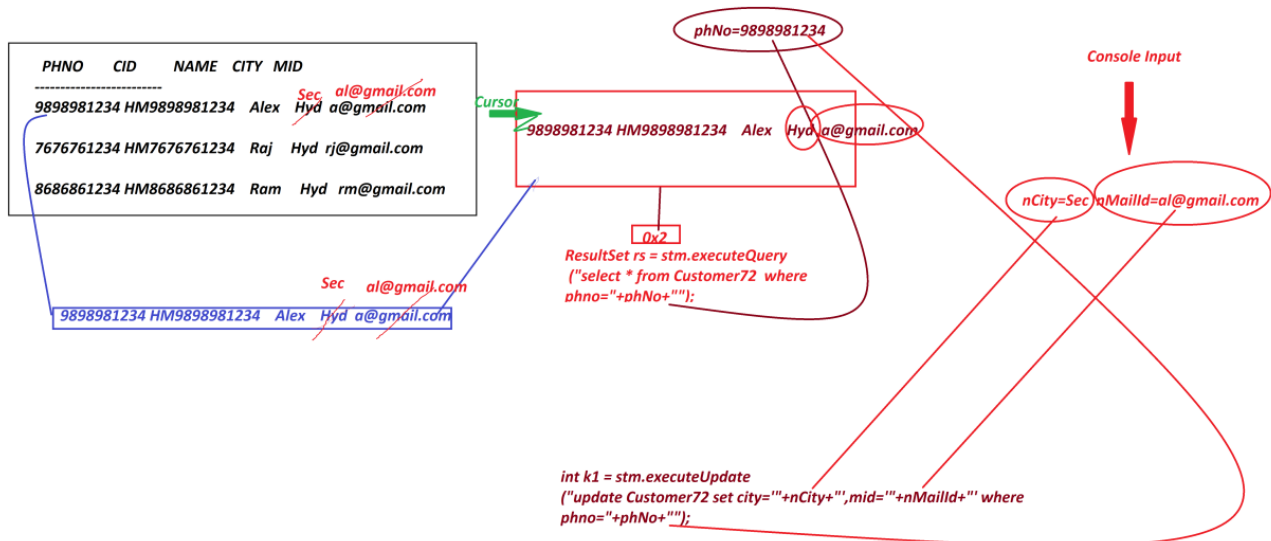 phNo=9898981234
PHNO CID NAME CITY MID
--------------------------
Sec al@gmail.com
9898981234 HM9898981234 Alex Hyd a@gmail.com
7676761234 HM7676761234 Raj Hyd rj@gmail.com
8686861234 HM8686861234 Ram Hyd rm@gmail.com
Cursor
9898981234 HM9898981234 Alex Hyd a@gmail.com
Console Input
nCity=Sec nMailId=al@gmail.com
0x2
ResultSet rs = stm.executeQuery
("select * from Customer72 where
phno="+phNo+"");
Sec al@gmail.com
9898981234 HM9898981234 Alex Hyd a@gmail.com
int k1 = stm.executeUpdate
("update Customer72 set city='"+nCity+"',mid='"+nMailId+"' where
phno="+phNo+"");